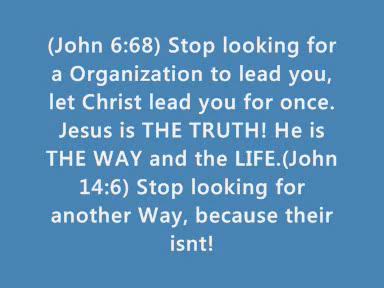 (John 6:68) Stop looking for
a Organization to lead you,
let Christ lead you for once.
Jesus is THE TRUTH! He is
THE WAY and the LIFE.(John
14:6) Stop looking for
another Way, because their
isnt!